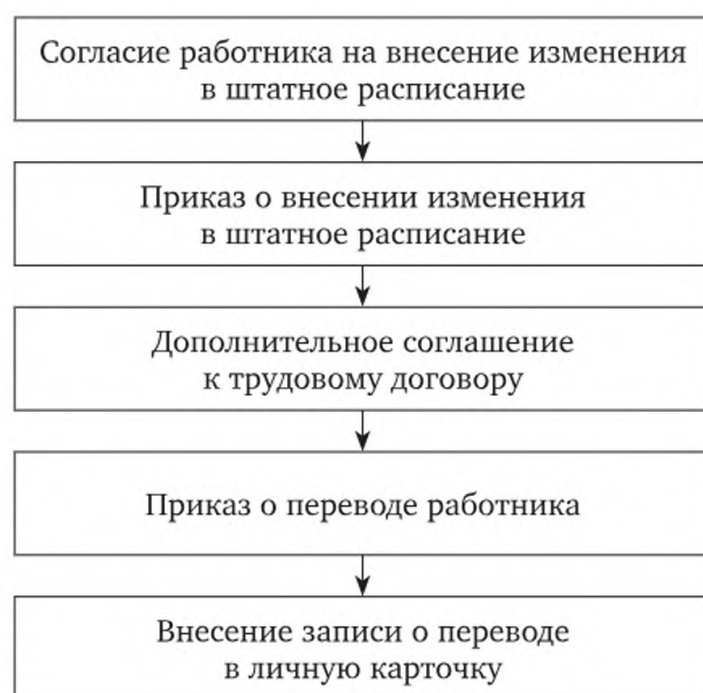 Согласие работника на внесение изменения
в штатное расписание
Приказ о внесении изменения
в штатное расписание
Дополнительное соглашение
к трудовому договору
Приказ о переводе работника
Внесение записи о переводе
в личную карточку